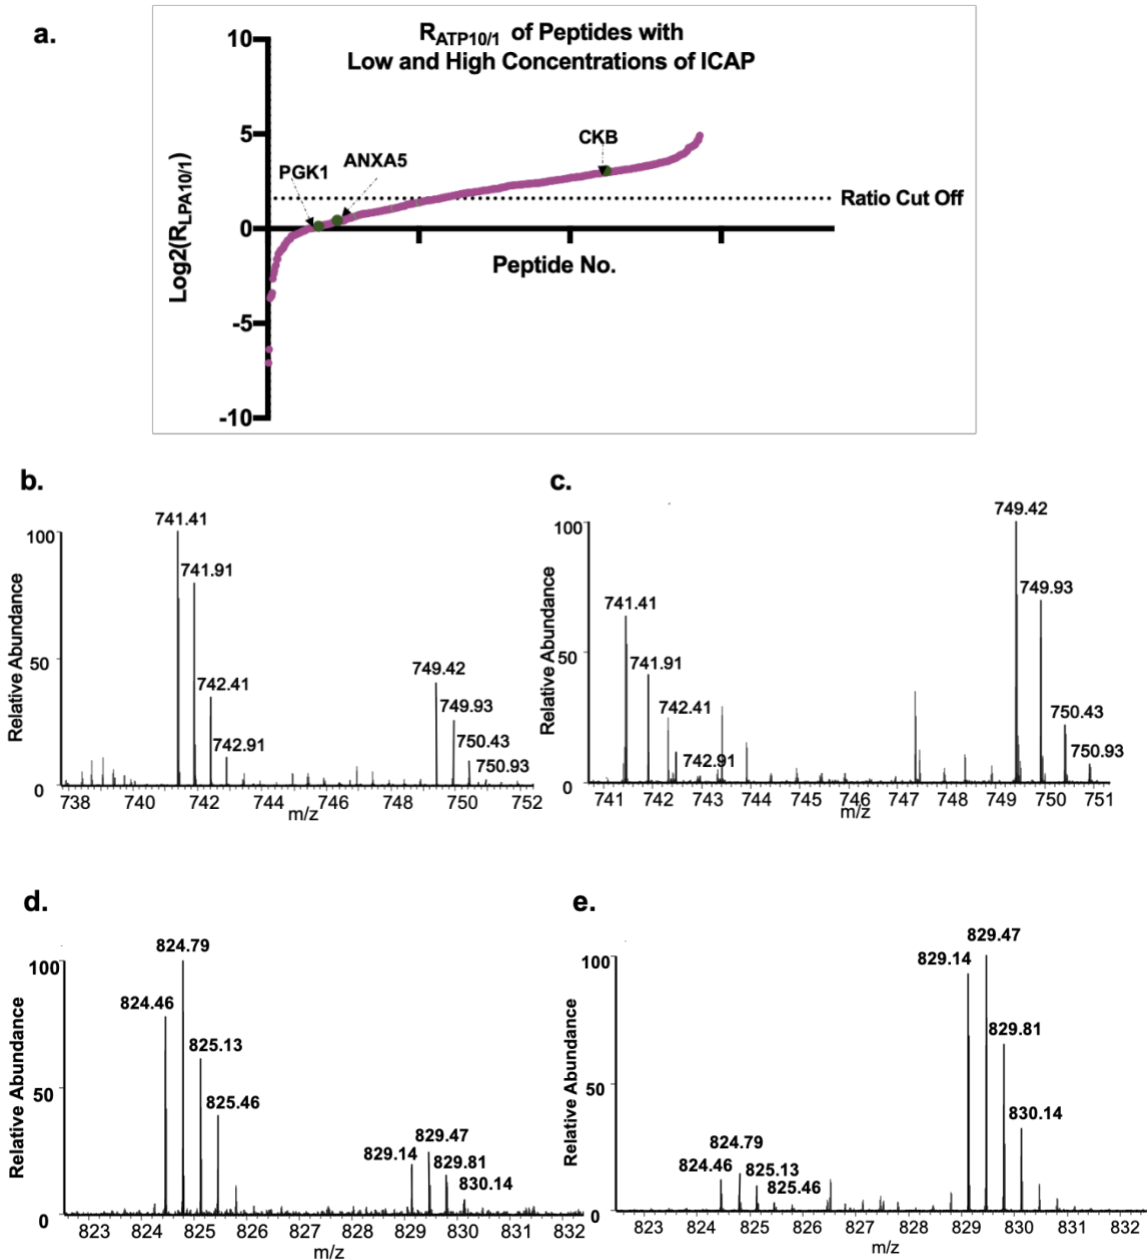 a.
R_ATP10/1 of Peptides with
Low and High Concentrations of ICAP
10
5
0
-5
-10
Log2(R_LPA10/1)
PGK1
ANXA5
CKB
Ratio Cut Off
Peptide No.
b.
Relative Abundance
100
50
0
741.41
741.91
742.41
742.91
749.42
749.93
750.43
750.93
738 740 742 744 746 748 750 752
m/z
c.
Relative Abundance
100
50
0
741.41
741.91
742.41
742.91
749.42
749.93
750.43
750.93
741 742 743 744 745 746 747 748 749 750 751
m/z
d.
Relative Abundance
100
50
0
824.79
824.46
825.13
825.46
829.14
829.47
829.81
830.14
823 824 825 826 827 828 829 830 831 832
m/z
e.
Relative Abundance
100
50
0
824.79
824.46
825.13
825.46
829.47
829.14
829.81
830.14
823 824 825 826 827 828 829 830 831 832
m/z